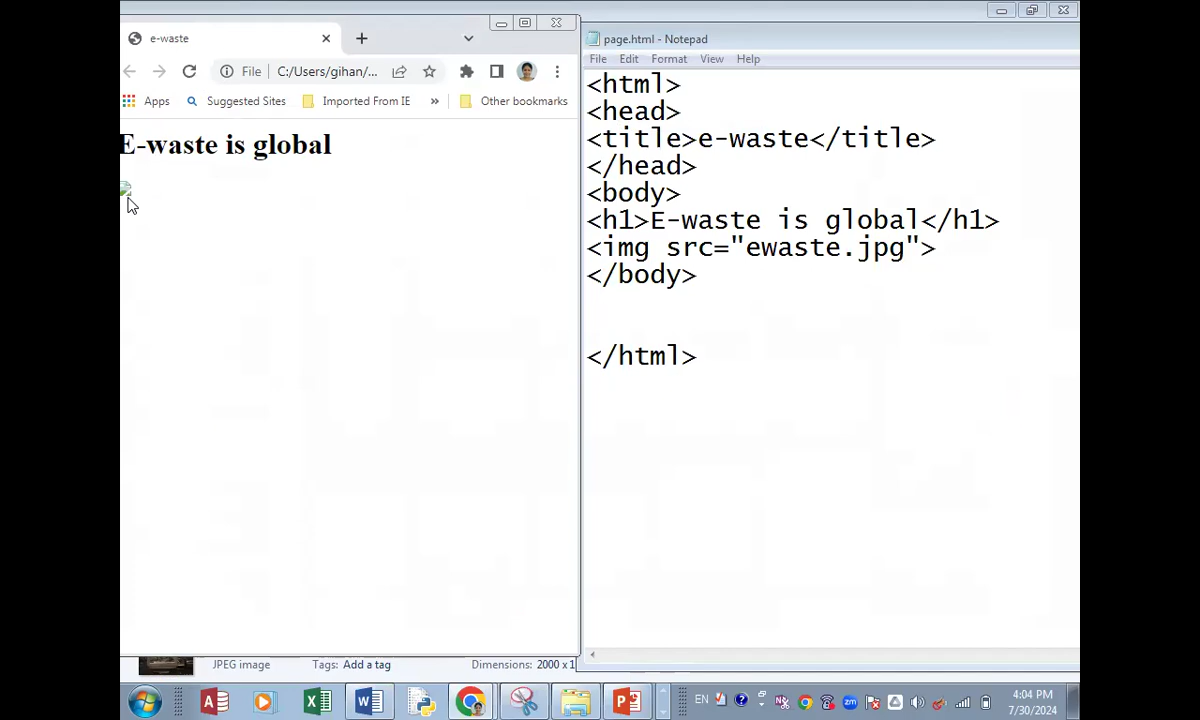 e-waste
File C:/Users/gihan/...
Apps Suggested Sites Imported From IE » Other bookmarks
E-waste is global
JPEG image Tags: Add a tag Dimensions: 2000 x 1
page.html - Notepad
File Edit Format View Help
<html>
<head>
<title>e-waste</title>
</head>
<body>
<h1>E-waste is global</h1>
<img src="ewaste.jpg">
</body>
</html>
EN 4:04 PM
7/30/2024